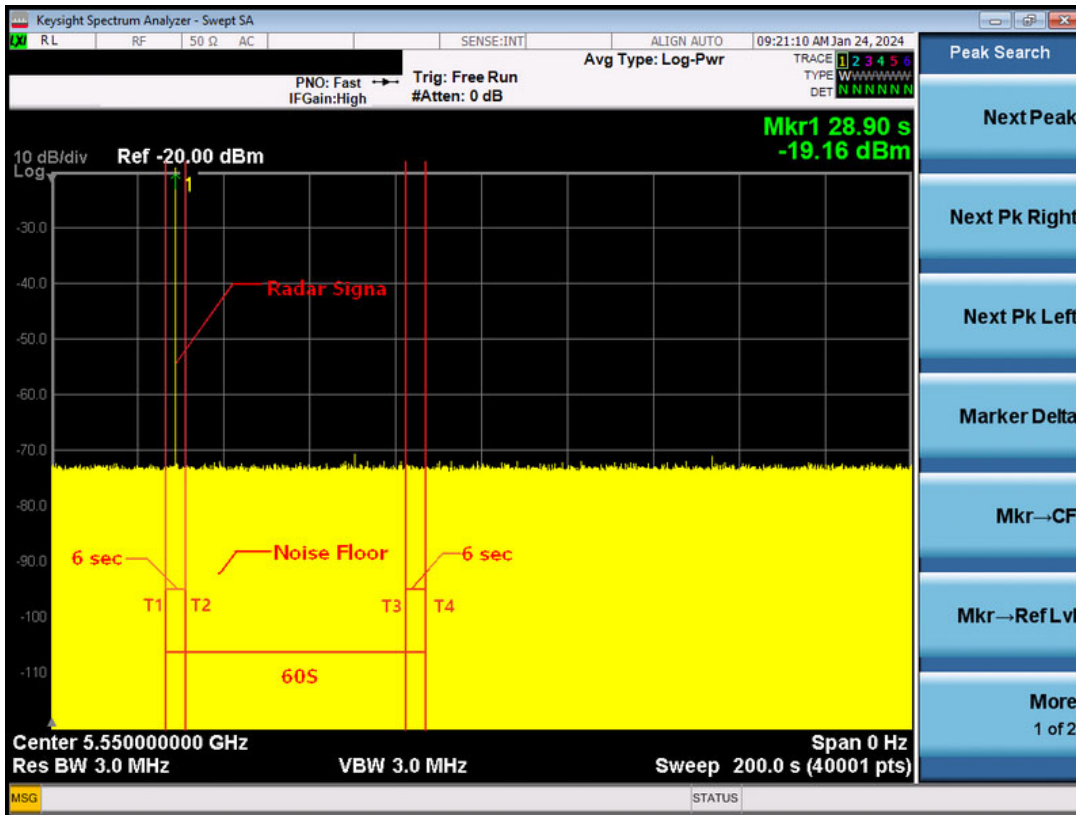 Keysight Spectrum Analyzer - Swept SA
LXI RL RF 50 Ω AC SENSE:INT ALIGN AUTO 09:21:10 AM Jan 24, 2024
Avg Type: Log-Pwr TRACE 1 2 3 4 5 6
PNO: Fast Trig: Free Run TYPE WWWWWWW
IFGain:High #Atten: 0 dB DET N N N N N N
Mkr1 28.90 s
10 dB/div Ref -20.00 dBm -19.16 dBm
Log
1
-30.0
-40.0
Radar Signa
-50.0
-60.0
-70.0
-80.0
6 sec Noise Floor 6 sec
-90.0
T1 T2 T3 T4
-100
-110
60S
Center 5.550000000 GHz Span 0 Hz
Res BW 3.0 MHz VBW 3.0 MHz Sweep 200.0 s (40001 pts)
MSG STATUS
Peak Search
Next Peak
Next Pk Right
Next Pk Left
Marker Delta
Mkr→CF
Mkr→Ref Lvl
More
1 of 2